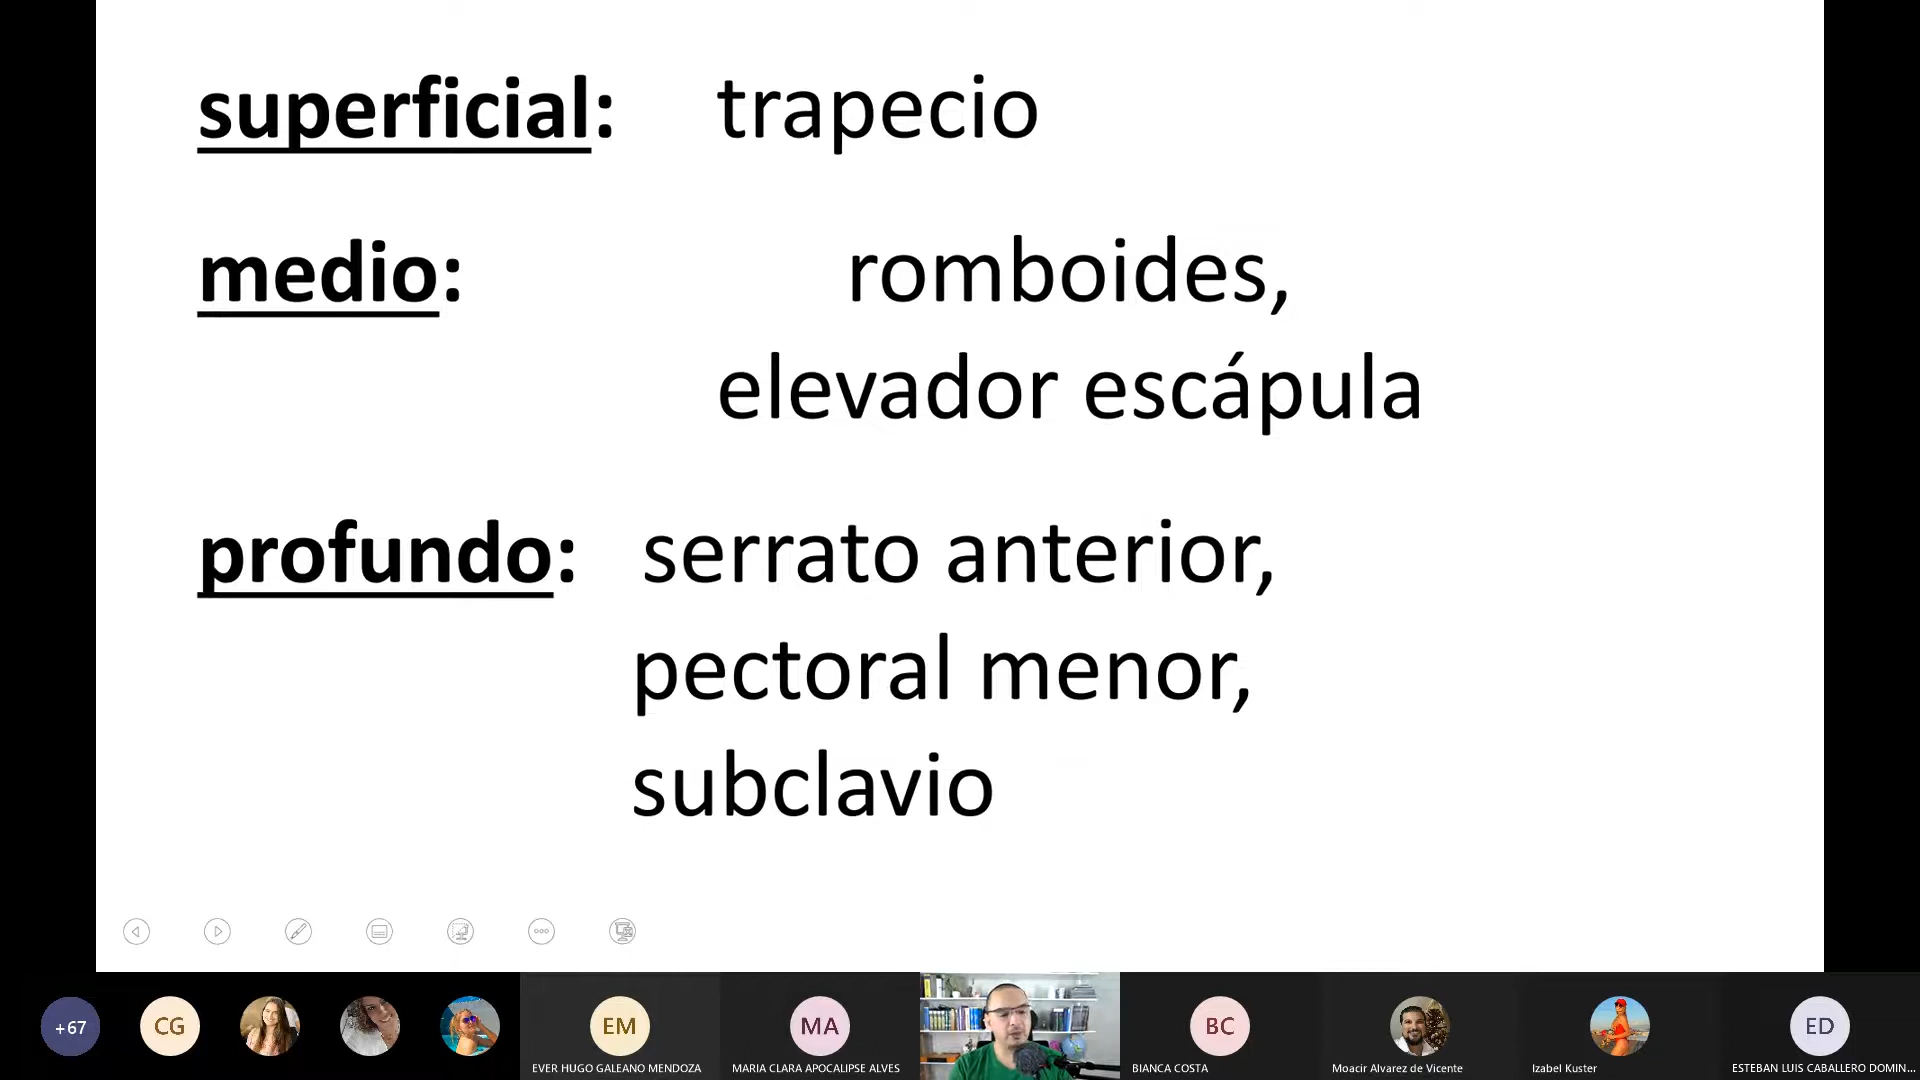 superficial: trapecio
medio: romboides,
elevador escápula
profundo: serrato anterior,
pectoral menor,
subclavio
+67
CG
EM
MA
BC
ED
EVER HUGO GALEANO MENDOZA
MARIA CLARA APOCALIPSE ALVES
BIANCA COSTA
Moacir Alvarez de Vicente
Izabel Kuster
ESTEBAN LUIS CABALLERO DOMIN...